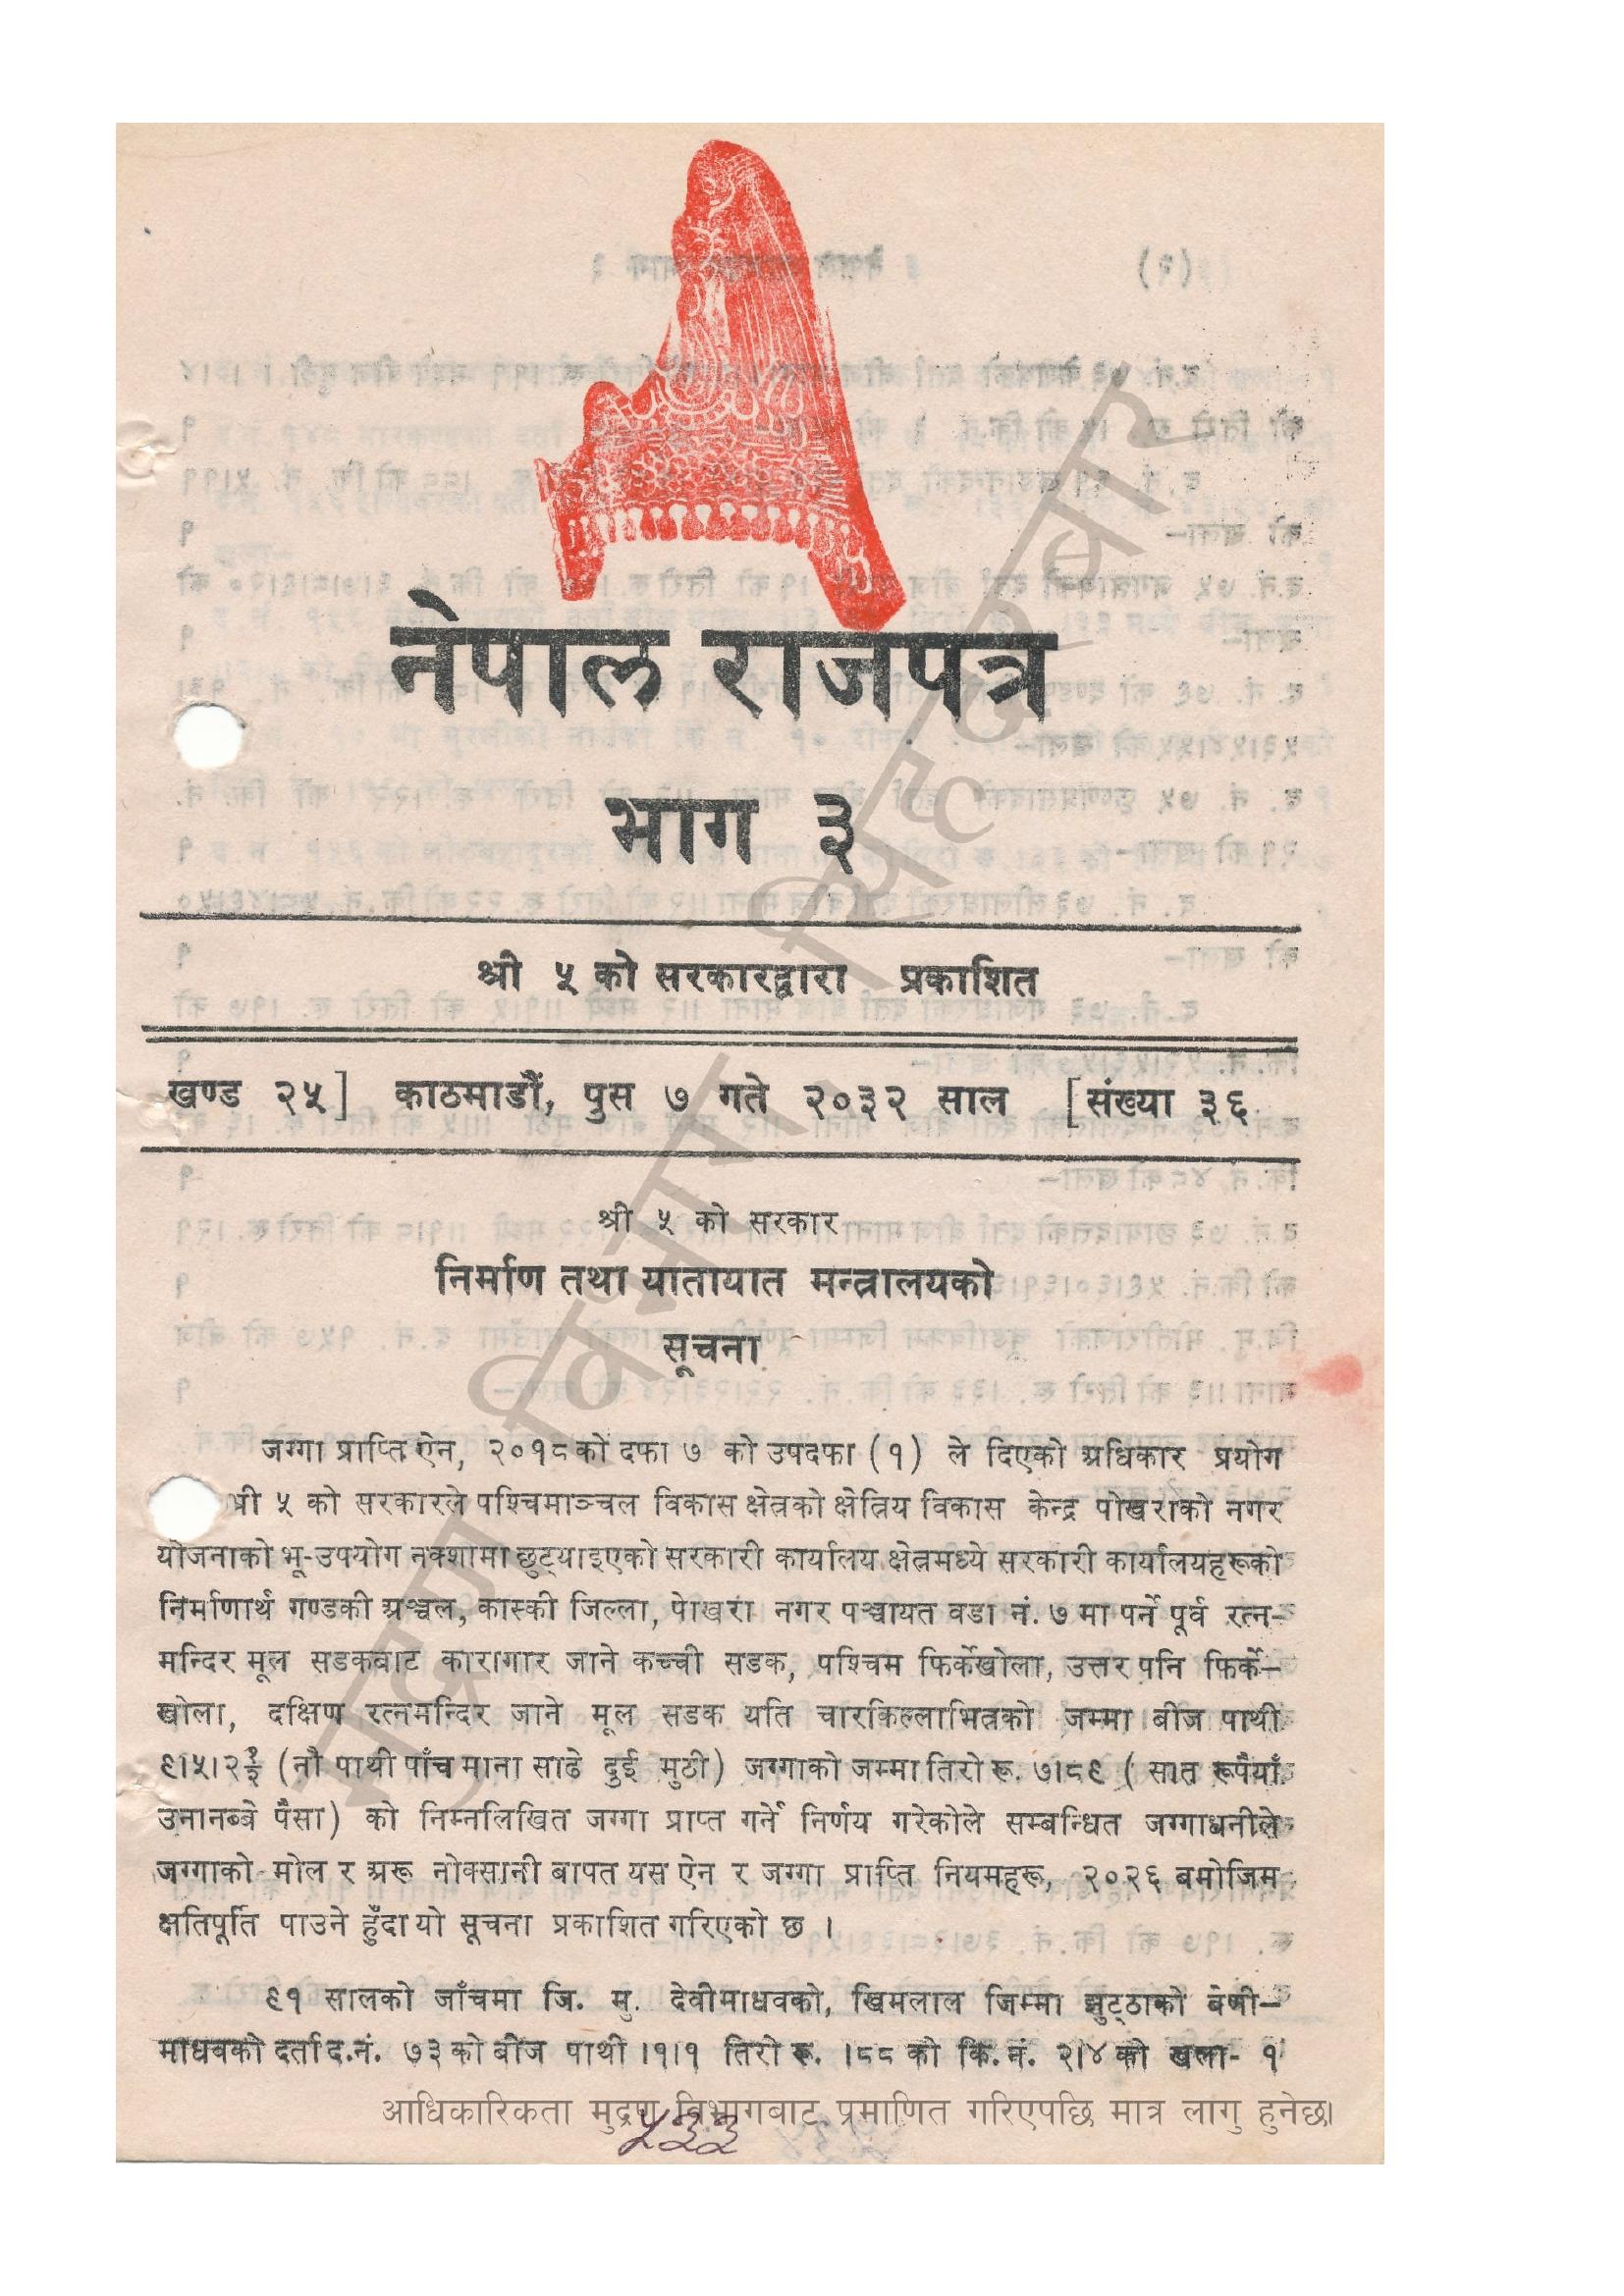 नेपाल राजपत्र
भाग ३
श्री ५ को सरकारद्वारा प्रकाशित
खण्ड २५] काठमाडौं, पुस ७ गते २०३२ साल [संख्या ३६
श्री ५ को सरकार
निर्माण तथा यातायात मन्त्रालयको
सूचना
जग्गा प्राप्ति ऐन, २०१८ को दफा ७ को उपदफा (१) ले दिएको अधिकार प्रयोग
श्री ५ को सरकारले पश्चिमाञ्चल विकास क्षेत्रको क्षेत्रिय विकास केन्द्र पोखराको नगर
योजनाको भू-उपयोग नक्शामा छुट्याइएको सरकारी कार्यालय क्षेत्रमध्ये सरकारी कार्यालयहरूको
निर्माणार्थ गण्डकी अञ्चल, कास्की जिल्ला, पोखरा नगर पञ्चायत वडा नं. ७ मा पर्ने पूर्व रत्न-
मन्दिर मूल सडकबाट कारागार जाने कच्ची सडक, पश्चिम फिर्केखोला, उत्तर पनि फिर्के-
खोला, दक्षिण रत्नमन्दिर जाने मूल सडक यति चारकिल्लाभित्रको जम्मा बीज पाथी
९।५।२ (नौ पाथी पाँच माना साढे दुई मुठी) जग्गाको जम्मा तिरो रू. ७।८९ ( सात रूपैयाँ
उनानब्बे पैसा) को निम्नलिखित जग्गा प्राप्त गर्ने निर्णय गरेकोले सम्बन्धित जग्गाधनीले
जग्गाको मोल र अरू नोक्सानी बापत यस ऐन र जग्गा प्राप्ति नियमहरू, २०२६ बमोजिम
क्षतिपूर्ति पाउने हुँदा यो सूचना प्रकाशित गरिएको छ ।
९१ सालको जाँचमा जि. मु. देवीमाधवको, खिमलाल जिम्मा झुट्ठाको बेणी-
माधवको दर्ता द.नं. ७३ को बीज पाथी ।१।१ तिरो रू. ।८८ को कि.नं. २।४ को खला- १
आधिकारिकता मुद्रण विभागबाट प्रमाणित गरिएपछि मात्र लागु हुनेछ।
५३३
मुद्रण विभाग, सिंहदरबार